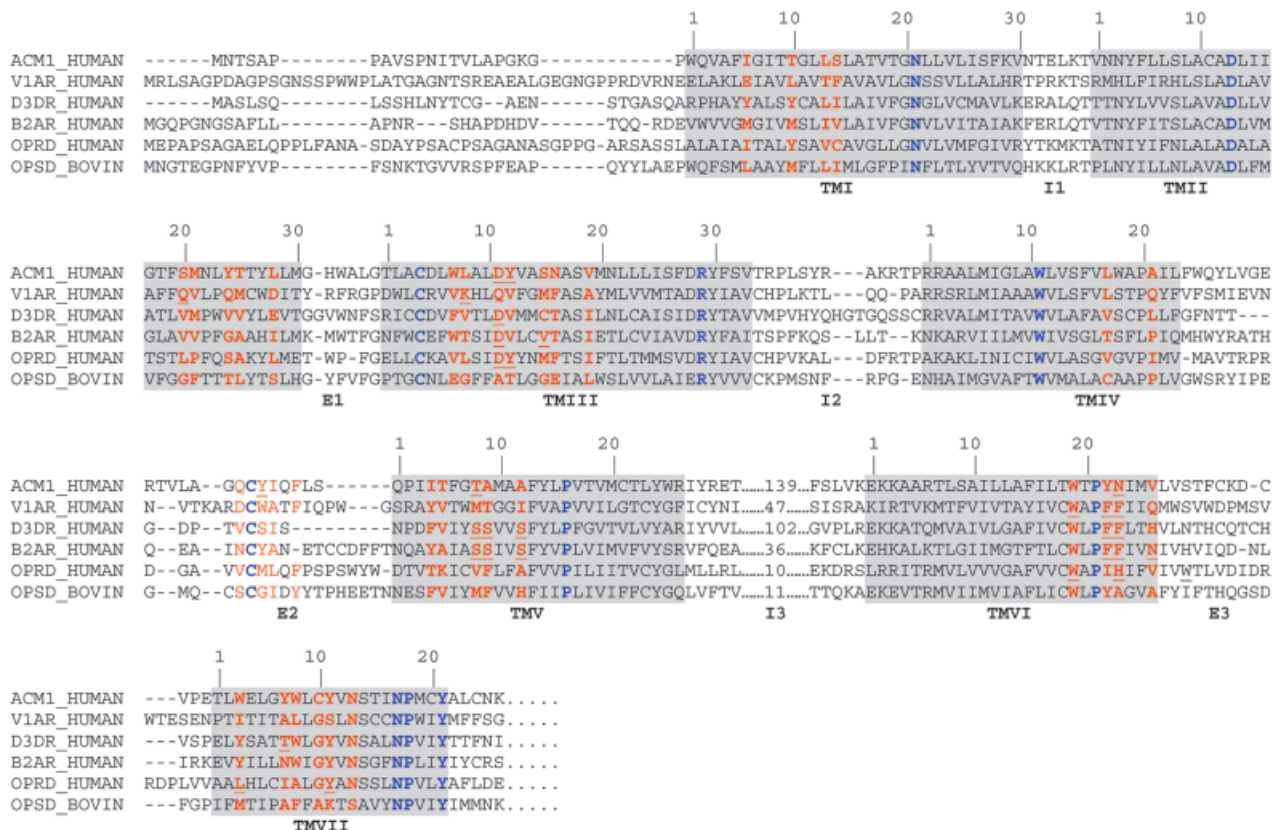 1 10 20 30 1 10
ACM1_HUMAN ------MNTSAP--------PAVSPNITVLAPGKG---------------PWQVAFIGITTGLLSLATVTGNLLVLISFKVNTELKTVNNYFLLSLACADLII
V1AR_HUMAN MRLSAGPDAGPSGNSSPWWPLATGAGNTSREAEALGEGNGPPRDVRNEELAKLEIAVLAVTFAVAVLGNSSVLLALHRTPRKTSRMHLFIRHLSLADLAV
D3DR_HUMAN ------MASLSQ--------LSSHLNYTCG--AEN-----STGASQARPHAYYALSYCALILAIVFGNGLVCMAVLKERALQTTTNYLVVSLAVADLLV
B2AR_HUMAN MGQPGNGSAFLL--------APNR---SHAPDHDV------TQQ--RDEVWVVGMGIVMSLIVLAIVFGNVLVITAIAKFERLQTVTNYFITSLACADLVM
OPRD_HUMAN MEPAPSAGAELQPPLFANA-SDAYPSACPSAGANASGPPG-ARSASSLALAIAITALYSAVCAVGLLGNVLVMFGIVRYTKMKTATNIYIFNLALADALA
OPSD_BOVIN MNGTEGPNFYVP--------FSNKTGVVRSPFEAP------QYYLAEPWQFSMLAAYMFLLIMLGFPINFLTLYVTVQHKKLRTPLNYILLNLAVADLFM
TMI I1 TMII
20 30 1 10 20 30 1 10 20
ACM1_HUMAN GTFSMNLYTTYLLMG-HWALGTLACDLWLALDYVASNASVMNLLLISFDRYFSVTRPLSYR---AKRTPRRAALMIGLAWLVSFVLWAPAILFWQYLVGE
V1AR_HUMAN AFFQVLPQMCWDITY-RFRGPDWLCRVVKHLQVFGMFASAYMLVVMTADRYIAVCHPLKTL---QQ-PARRSRLMIAAAWVLSFVLSTPQYFVFSMIEVN
D3DR_HUMAN ATLVMPWVVYLEVTGGVWNFSRICCDVFVTLDVMMCTASILNLCAISIDRYTAVVMPVHYQHGTGQSSCRRVALMITAVWVLAFAVSCPLLFGFNTT---
B2AR_HUMAN GLAVVPFGAAHILMK-MWTFGNFWCEFWTSIDVLCVTASIETLCVIAVDRYFAITSPFKQS---LLT--KNKARVIILMVWIVSGLTSFLPIQMHWYRATH
OPRD_HUMAN TSTLPFQSAKYLMET-WP-FGELLCKAVLSIDYYNMFTSIFTLTMMSVDRYIAVCHPVKAL---DFRTPAKAKLINICIWVLASGVGVPIMV-MAVTRPR
OPSD_BOVIN VFGGFTTTLYTSLHG-YFVFGPTGCNLEGFFATLGGEIALWSLVVLAIERYVVVCKPMSNF---RFG-ENHAIMGVAFTWVMALACAAPPLVGWSRYIPE
E1 TMIII I2 TMIV
1 10 20 1 10 20
ACM1_HUMAN RTVLA--GQCYIQFLS------QPIITFGTAMAAFYLPVTVMCTLYWRIYRET……139…FSLVKEKKAARTLSAILLAFILTWTPYNIMVLVSTFCKD-C
V1AR_HUMAN N-VTKARDCWATFIQPW---GSRAYVTWMTGGIFVAPVVILGTCYGFICYNI……47…SISRAKIRTVKMTFVIVTAYIVCWAPFFIIQMWSVWDPMSV
D3DR_HUMAN G-DP--TVCSIS--------NPDFVIYSSVVSFYLPFGVTVLVYARIYVVL……102…GVPLREKKATQMVAIVLGAFIVCWLPFFLTHVLNTHCQTCH
B2AR_HUMAN Q-EA--INCYAN-ETCCDFFTNQAYAIASSIVSFYVPLVIMVFVYSRVFQEA……36…KFCLKEHKALKTLGIIMGTFTLCWLPFFIVNIVHVIQD-NL
OPRD_HUMAN D-GA--VVCMLQFPSPSWYW-DTVTKICVFLFAFVVPILIITVCYGLMLLRL……10……EKDRSLRRITRMVLVVVGAFVVCWAPIHIFVIVWTLVDIDR
OPSD_BOVIN G--MQ-CSCGIDYYTPHEETNNESFVIYMFVVHFIIPLIVIFFCYGQLVFTV……11……TTQKAEKEVTRMVIIMVIAFLICWLPYAGVAFYIFTHQGSD
E2 TMV I3 TMVI E3
1 10 20
ACM1_HUMAN ---VPETLWELGYWLCYVNSTINPMCYALCNK.....
V1AR_HUMAN WTESENPTITITALLGSLNSCCNPWIYMFFSG.....
D3DR_HUMAN ---VSPELYSATTWLGYVNSALNPVIYTTFNI.....
B2AR_HUMAN ---IRKEVYILLNWIGYVNSGFNPLIYIYCRS.....
OPRD_HUMAN RDPLVVAALHLCIALGYANSSLNPVLYAFLDE.....
OPSD_BOVIN ---FGPIFMTIPAFFAKTSAVYNPVIYIMMNK.....
TMVII